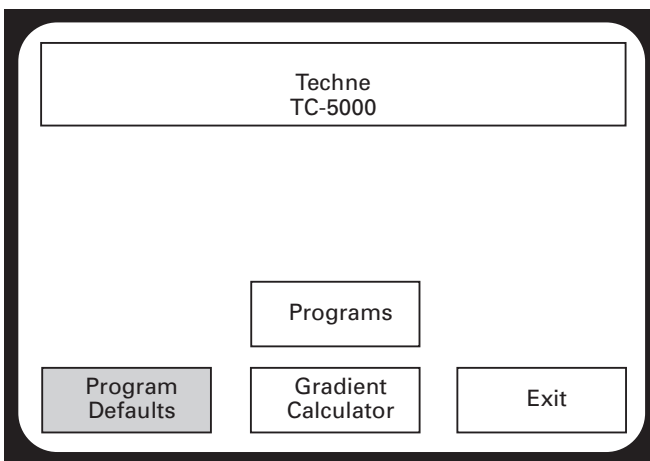 Techne
TC-5000
Programs
Program
Defaults
Gradient
Calculator
Exit